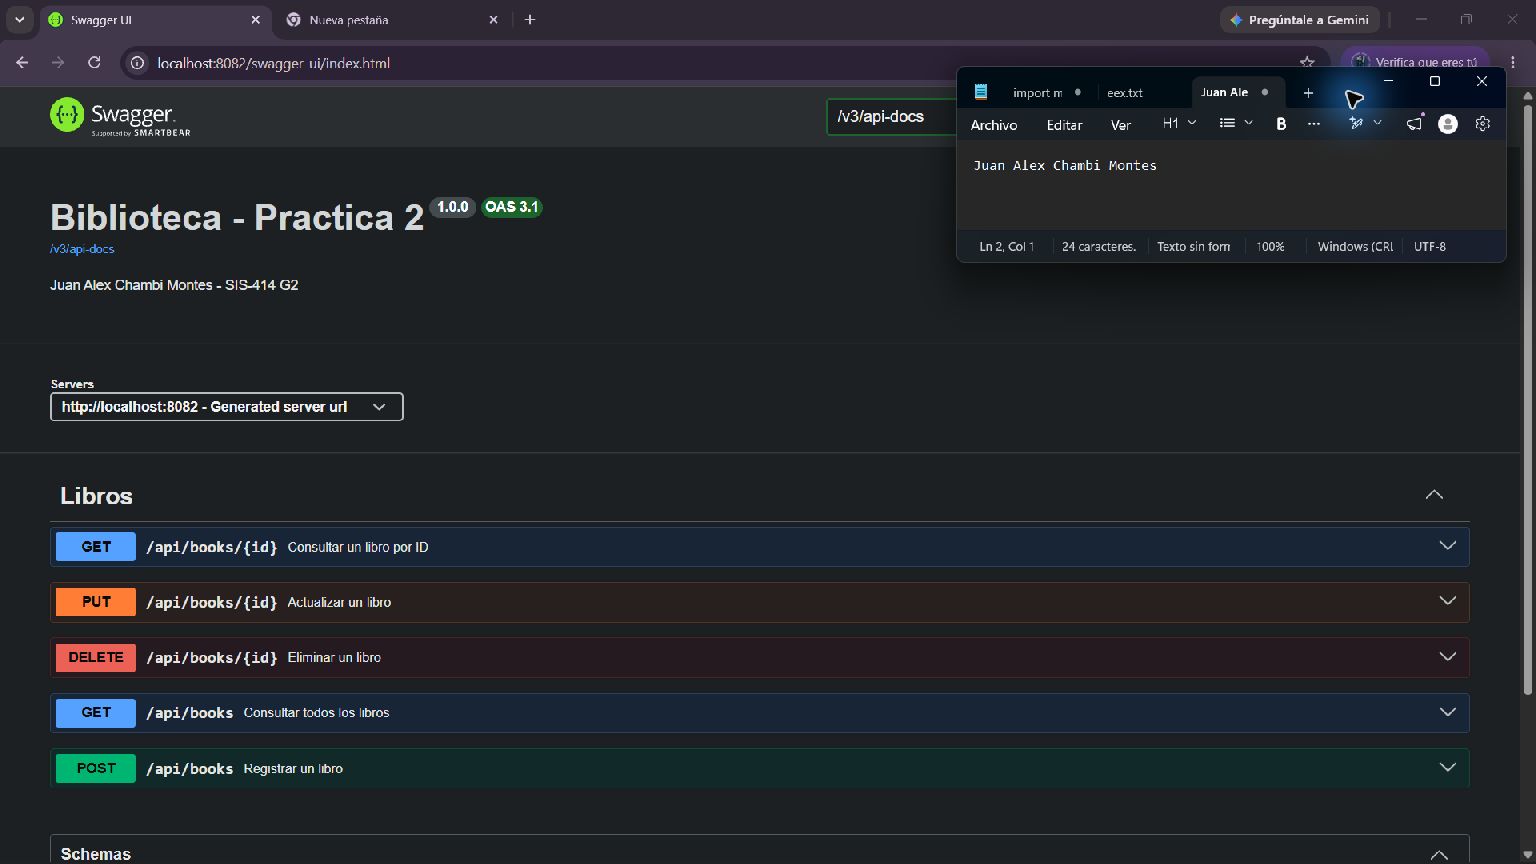 Swagger UI
Nueva pestaña
Pregúntale a Gemini
localhost:8082/swagger-ui/index.html
Verifica que eres tú
Swagger.
Supported by SMARTBEAR
/v3/api-docs
import m
eex.txt
Juan Ale
Archivo Editar Ver H1 B
Juan Alex Chambi Montes
Ln 2, Col 1 24 caracteres. Texto sin form 100% Windows (CRL UTF-8
Biblioteca - Practica 2 1.0.0 OAS 3.1
/v3/api-docs
Juan Alex Chambi Montes - SIS-414 G2
Servers
http://localhost:8082 - Generated server url
Libros
GET /api/books/{id} Consultar un libro por ID
PUT /api/books/{id} Actualizar un libro
DELETE /api/books/{id} Eliminar un libro
GET /api/books Consultar todos los libros
POST /api/books Registrar un libro
Schemas